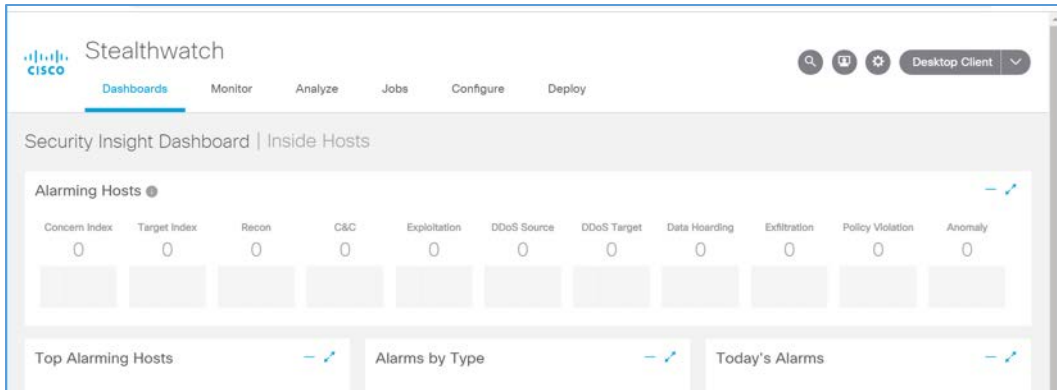 Stealthwatch
CISCO
Desktop Client
Dashboards Monitor Analyze Jobs Configure Deploy
Security Insight Dashboard | Inside Hosts
Alarming Hosts
Concern Index Target Index Recon C&C Exploitation DDoS Source DDoS Target Data Hoarding Exfiltration Policy Violation Anomaly
0 0 0 0 0 0 0 0 0 0 0
Top Alarming Hosts Alarms by Type Today's Alarms